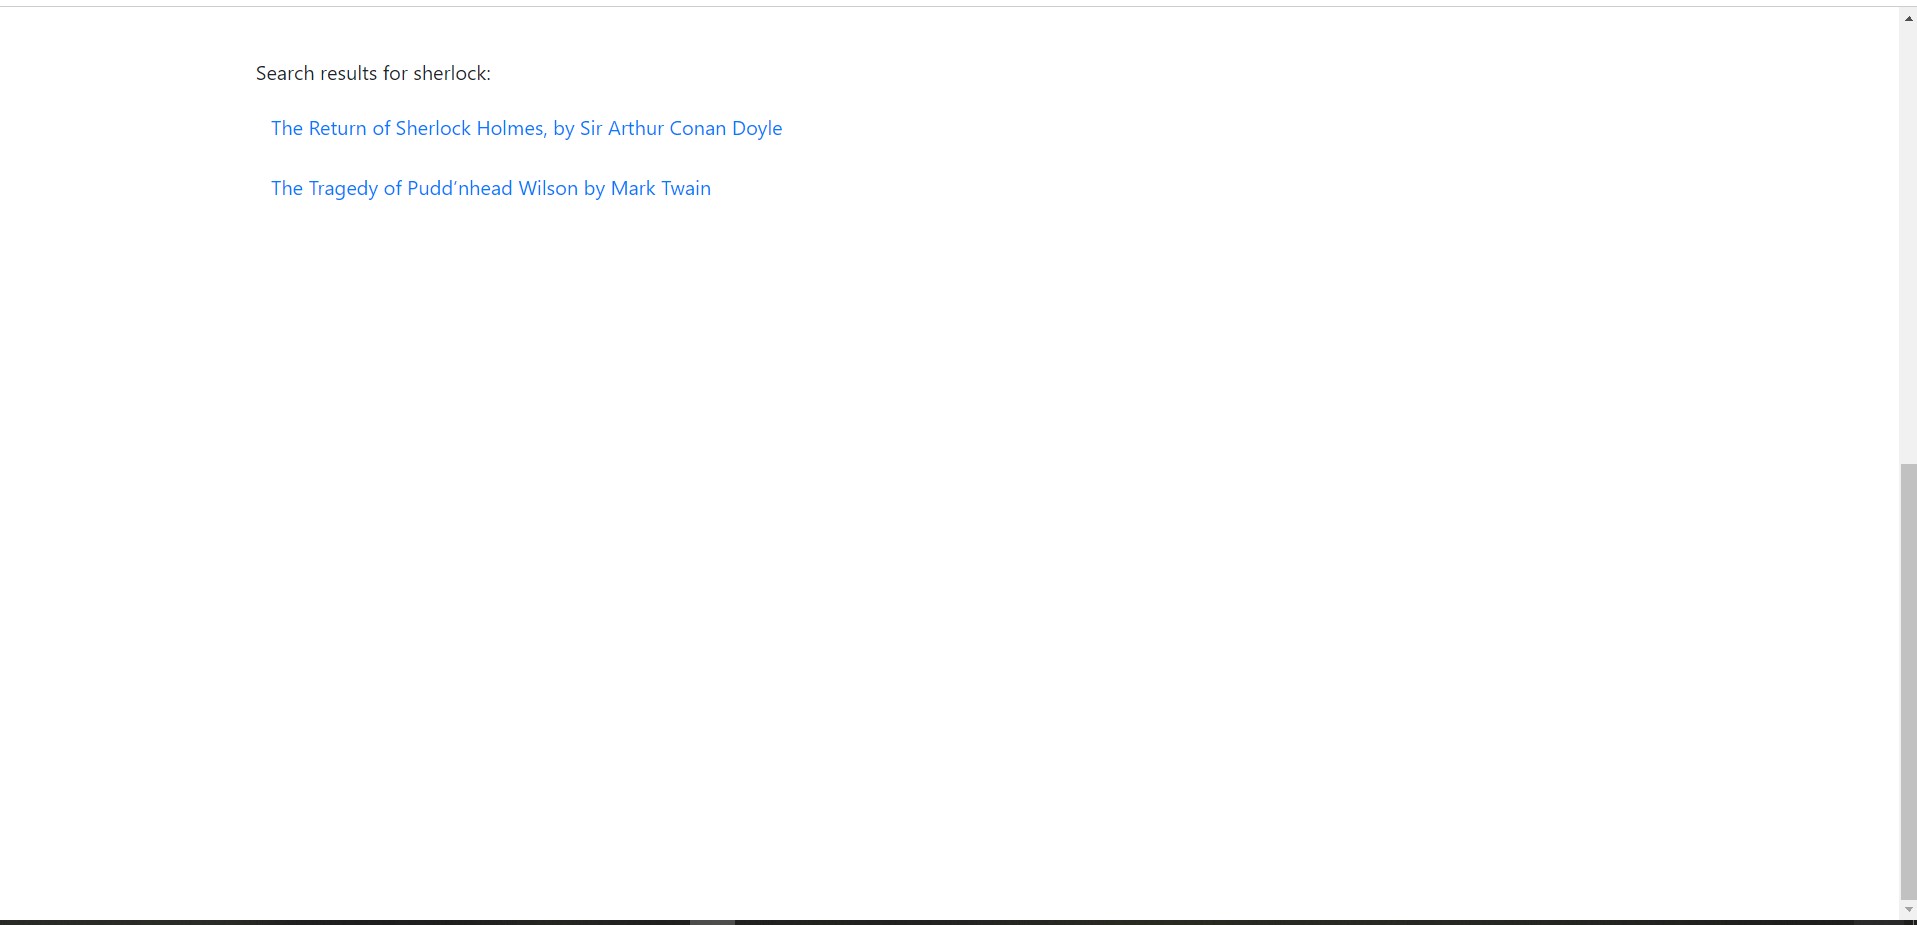 Search results for sherlock:
The Return of Sherlock Holmes, by Sir Arthur Conan Doyle
The Tragedy of Pudd’nhead Wilson by Mark Twain